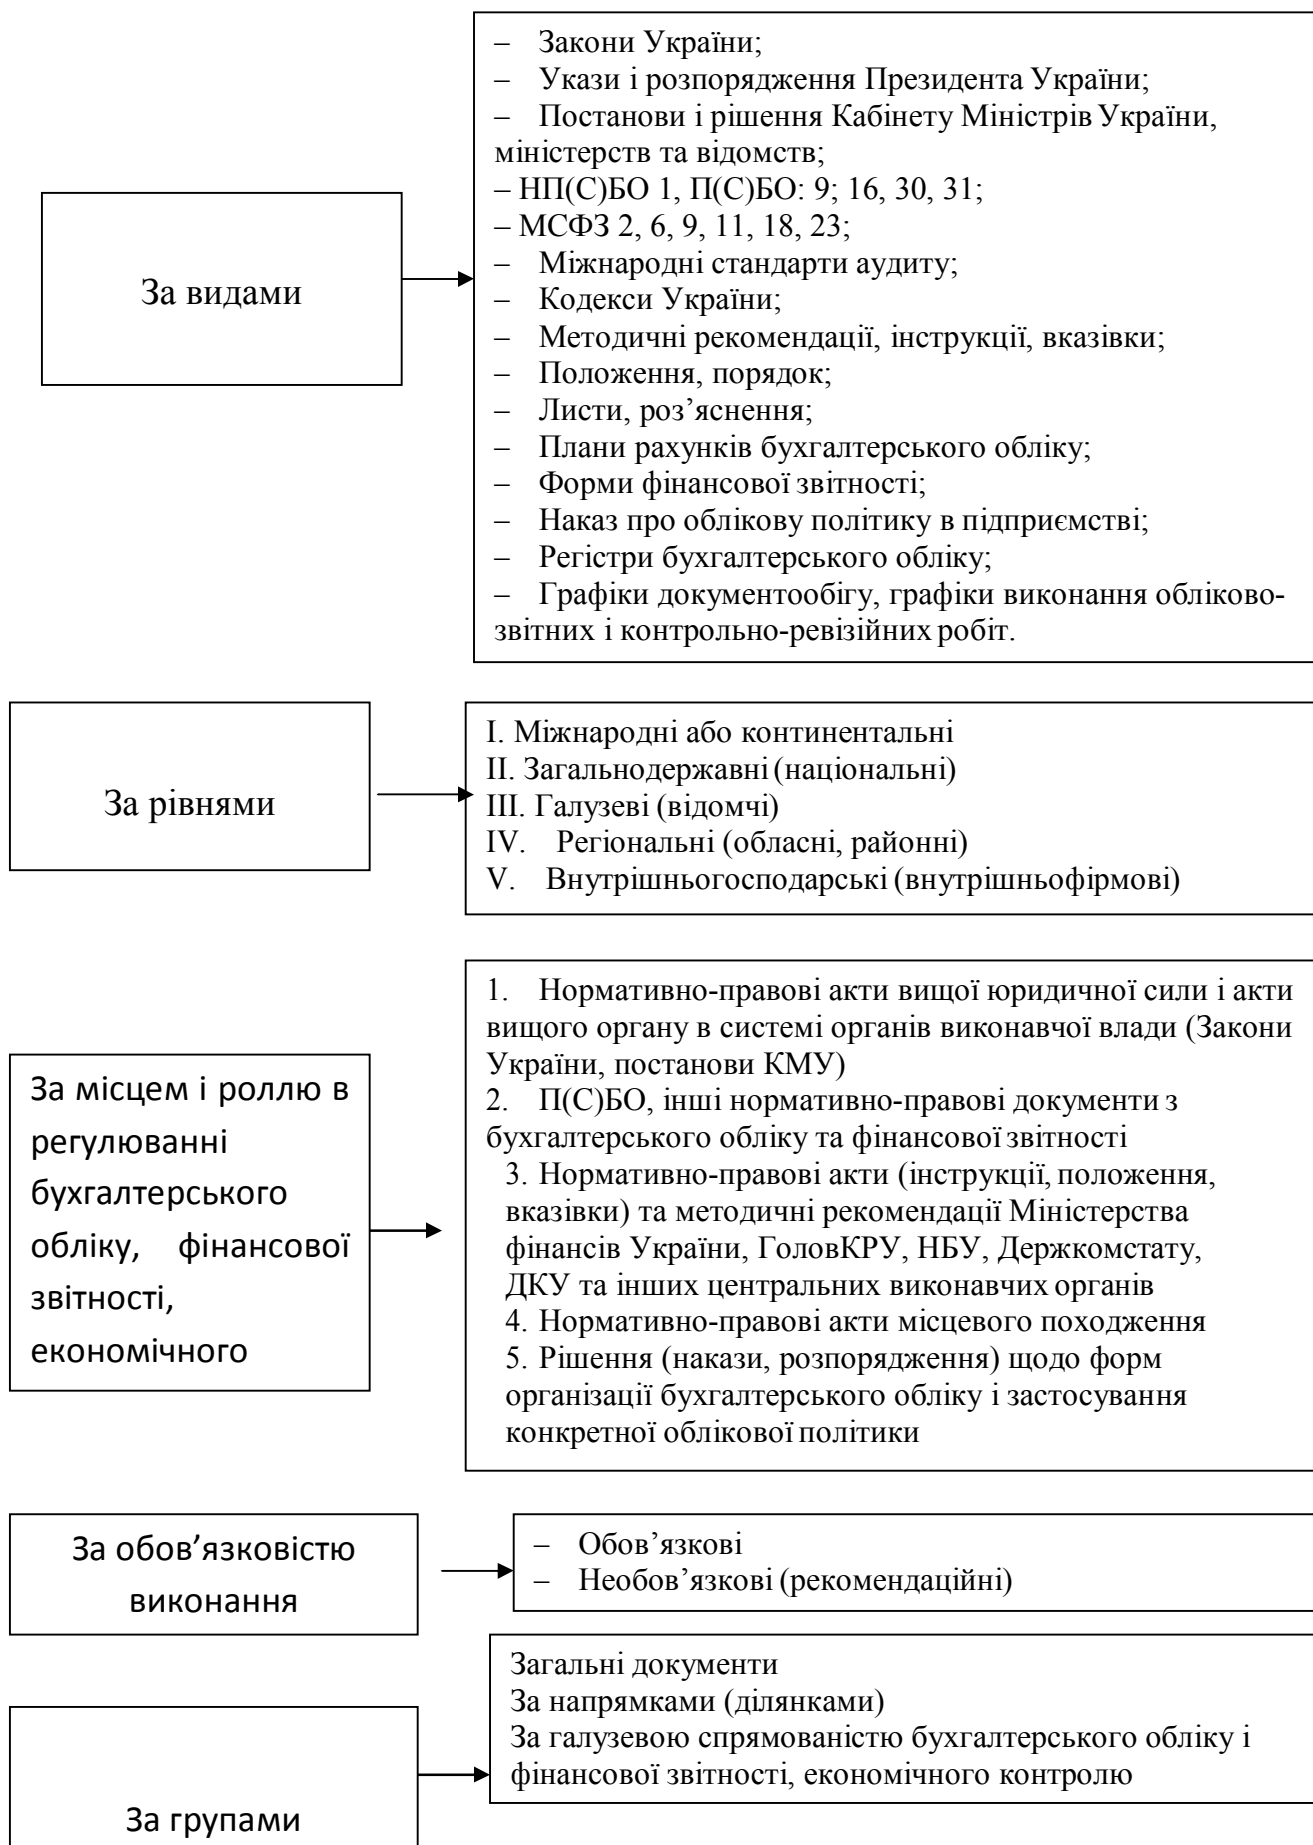 За видами
– Закони України;
– Укази і розпорядження Президента України;
– Постанови і рішення Кабінету Міністрів України,
міністерств та відомств;
– НП(С)БО 1, П(С)БО: 9; 16, 30, 31;
– МСФЗ 2, 6, 9, 11, 18, 23;
– Міжнародні стандарти аудиту;
– Кодекси України;
– Методичні рекомендації, інструкції, вказівки;
– Положення, порядок;
– Листи, роз’яснення;
– Плани рахунків бухгалтерського обліку;
– Форми фінансової звітності;
– Наказ про облікову політику в підприємстві;
– Регістри бухгалтерського обліку;
– Графіки документообігу, графіки виконання обліково-
звітних і контрольно-ревізійних робіт.
За рівнями
I. Міжнародні або континентальні
II. Загальнодержавні (національні)
III. Галузеві (відомчі)
IV. Регіональні (обласні, районні)
V. Внутрішньогосподарські (внутрішньофірмові)
За місцем і роллю в
регулюванні
бухгалтерського
обліку, фінансової
звітності,
економічного
1. Нормативно-правові акти вищої юридичної сили і акти
вищого органу в системі органів виконавчої влади (Закони
України, постанови КМУ)
2. П(С)БО, інші нормативно-правові документи з
бухгалтерського обліку та фінансової звітності
3. Нормативно-правові акти (інструкції, положення,
вказівки) та методичні рекомендації Міністерства
фінансів України, ГоловКРУ, НБУ, Держкомстату,
ДКУ та інших центральних виконавчих органів
4. Нормативно-правові акти місцевого походження
5. Рішення (накази, розпорядження) щодо форм
організації бухгалтерського обліку і застосування
конкретної облікової політики
За обов’язковістю
виконання
– Обов’язкові
– Необов’язкові (рекомендаційні)
За групами
Загальні документи
За напрямками (ділянками)
За галузевою спрямованістю бухгалтерського обліку і
фінансової звітності, економічного контролю